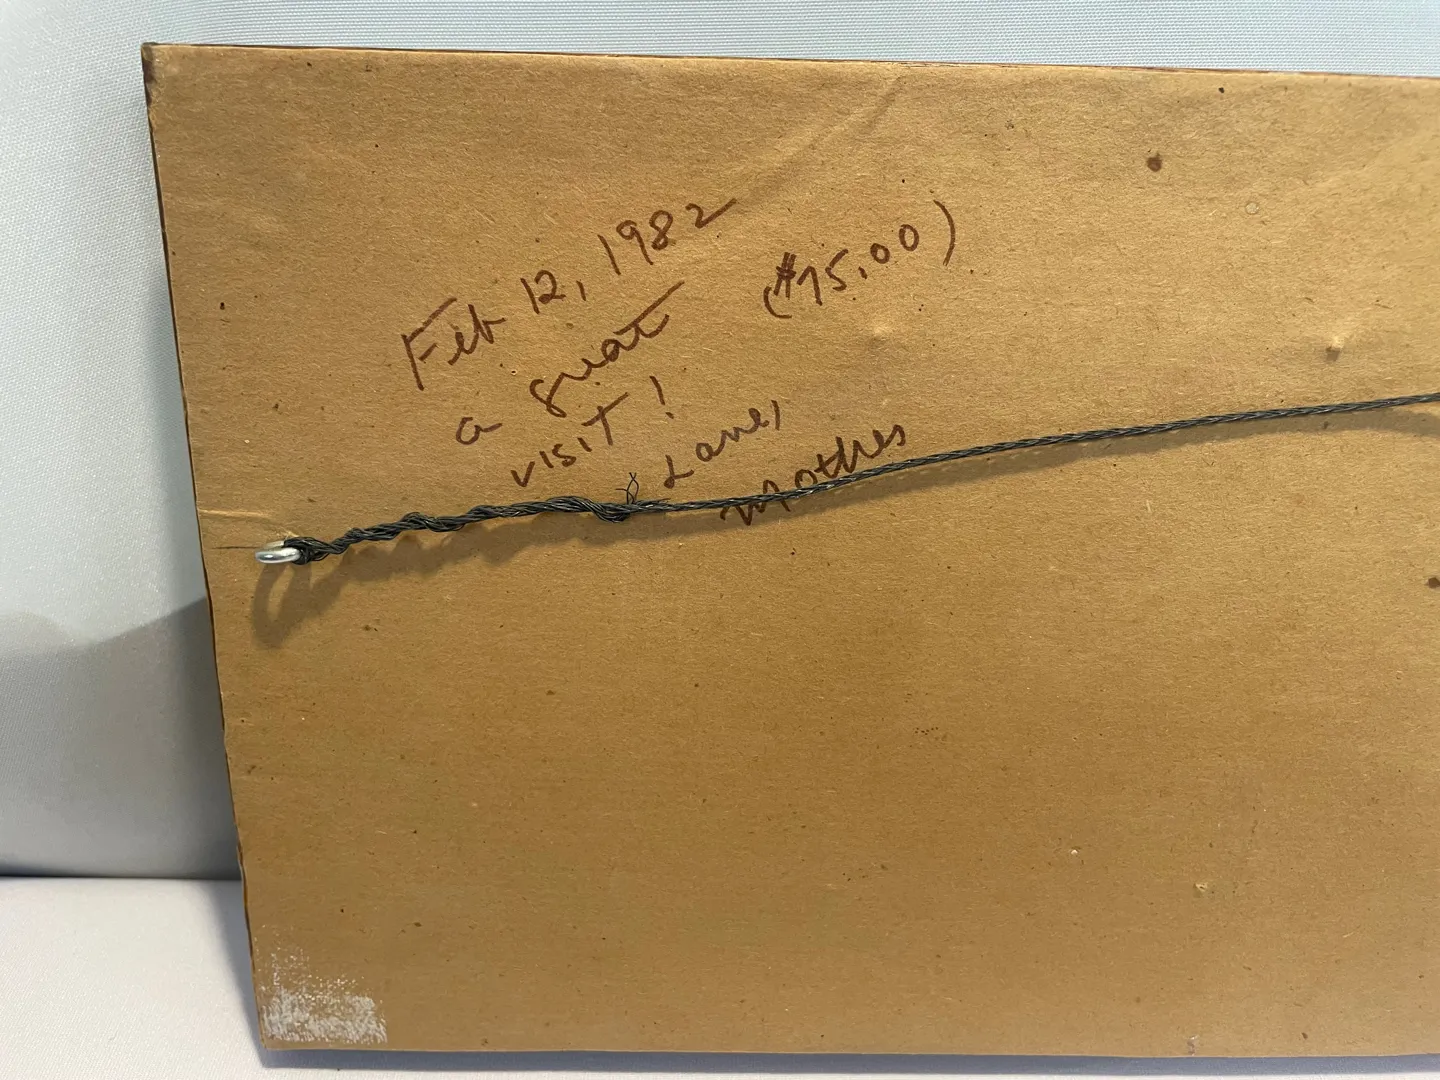 Feb 12, 1982
a great
visit!
($75.00)
Love,
Mother